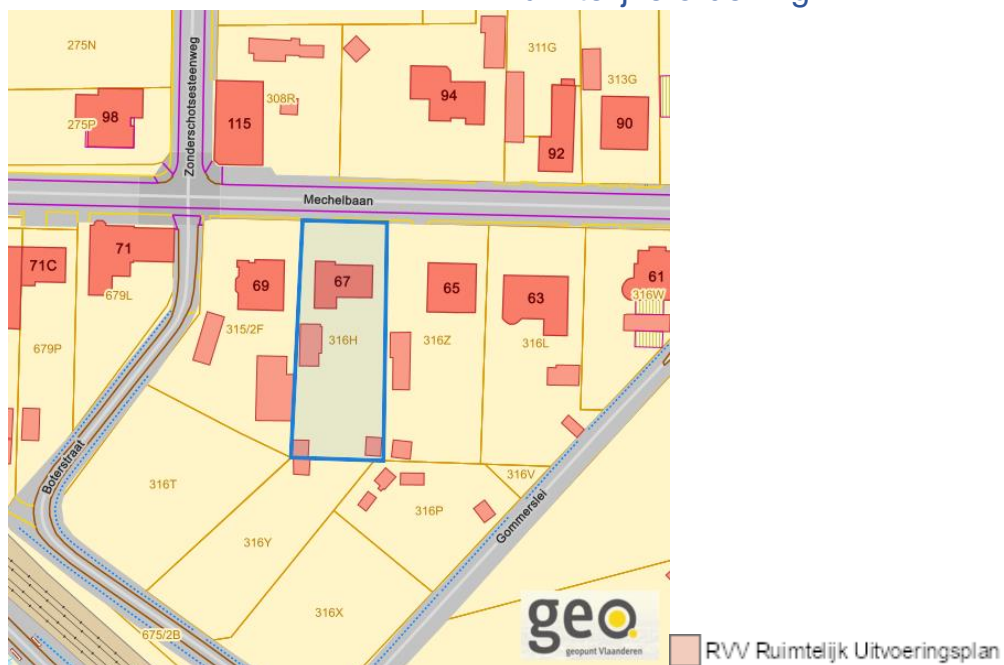 275N
311G
313G
94
308R
98
275P
115
Zonderschotsesteenweg
90
92
Mechelbaan
71
71C
67
61
69
65
63
679L
316W
315/2F
316H
316Z
316L
679P
Boterstraat
316T
316V
316P
Gommerslei
316Y
316X
675/2B
geo
geopunt Vlaanderen
RVV Ruimtelijk Uitvoeringsplan